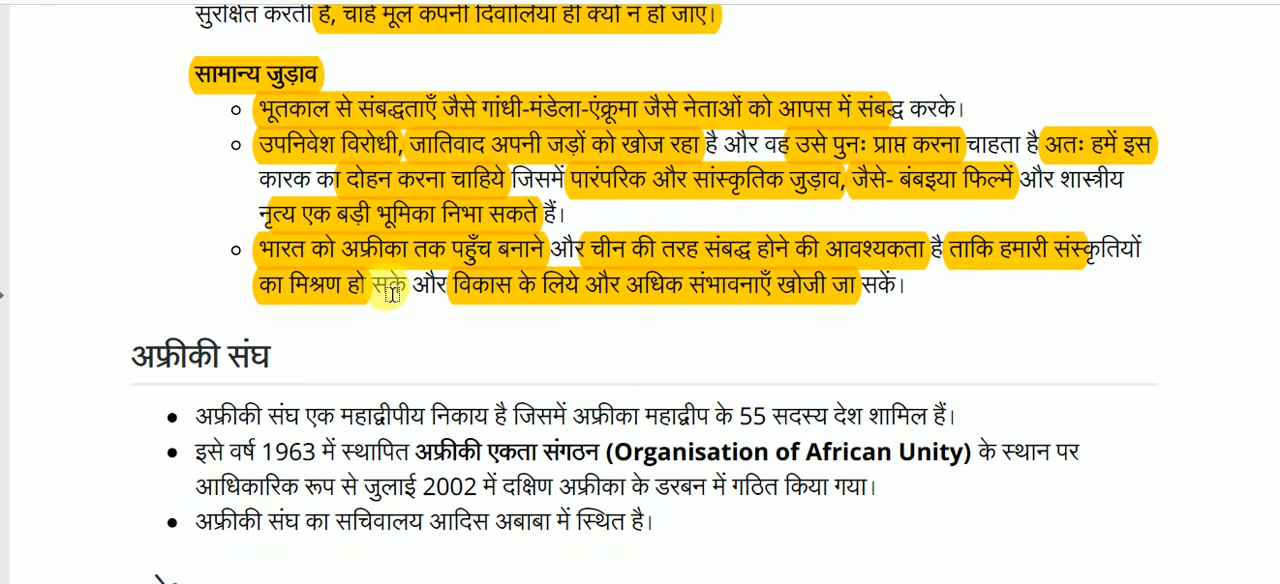 सुरक्षित करती है, चाहे मूल कंपनी दिवालिया ही क्यों न हो जाए।
सामान्य जुड़ाव
भूतकाल से संबद्धताएँ जैसे गांधी-मंडेला-एंक्रूमा जैसे नेताओं को आपस में संबद्ध करके।
उपनिवेश विरोधी, जातिवाद अपनी जड़ों को खोज रहा है और वह उसे पुनः प्राप्त करना चाहता है अतः हमें इस
कारक का दोहन करना चाहिये जिसमें पारंपरिक और सांस्कृतिक जुड़ाव, जैसे- बंबइया फिल्में और शास्त्रीय
नृत्य एक बड़ी भूमिका निभा सकते हैं।
भारत को अफ्रीका तक पहुँच बनाने और चीन की तरह संबद्ध होने की आवश्यकता है ताकि हमारी संस्कृतियों
का मिश्रण हो सके और विकास के लिये और अधिक संभावनाएँ खोजी जा सकें।
अफ्रीकी संघ
अफ्रीकी संघ एक महाद्वीपीय निकाय है जिसमें अफ्रीका महाद्वीप के 55 सदस्य देश शामिल हैं।
इसे वर्ष 1963 में स्थापित अफ्रीकी एकता संगठन (Organisation of African Unity) के स्थान पर
आधिकारिक रूप से जुलाई 2002 में दक्षिण अफ्रीका के डरबन में गठित किया गया।
अफ्रीकी संघ का सचिवालय आदिस अबाबा में स्थित है।